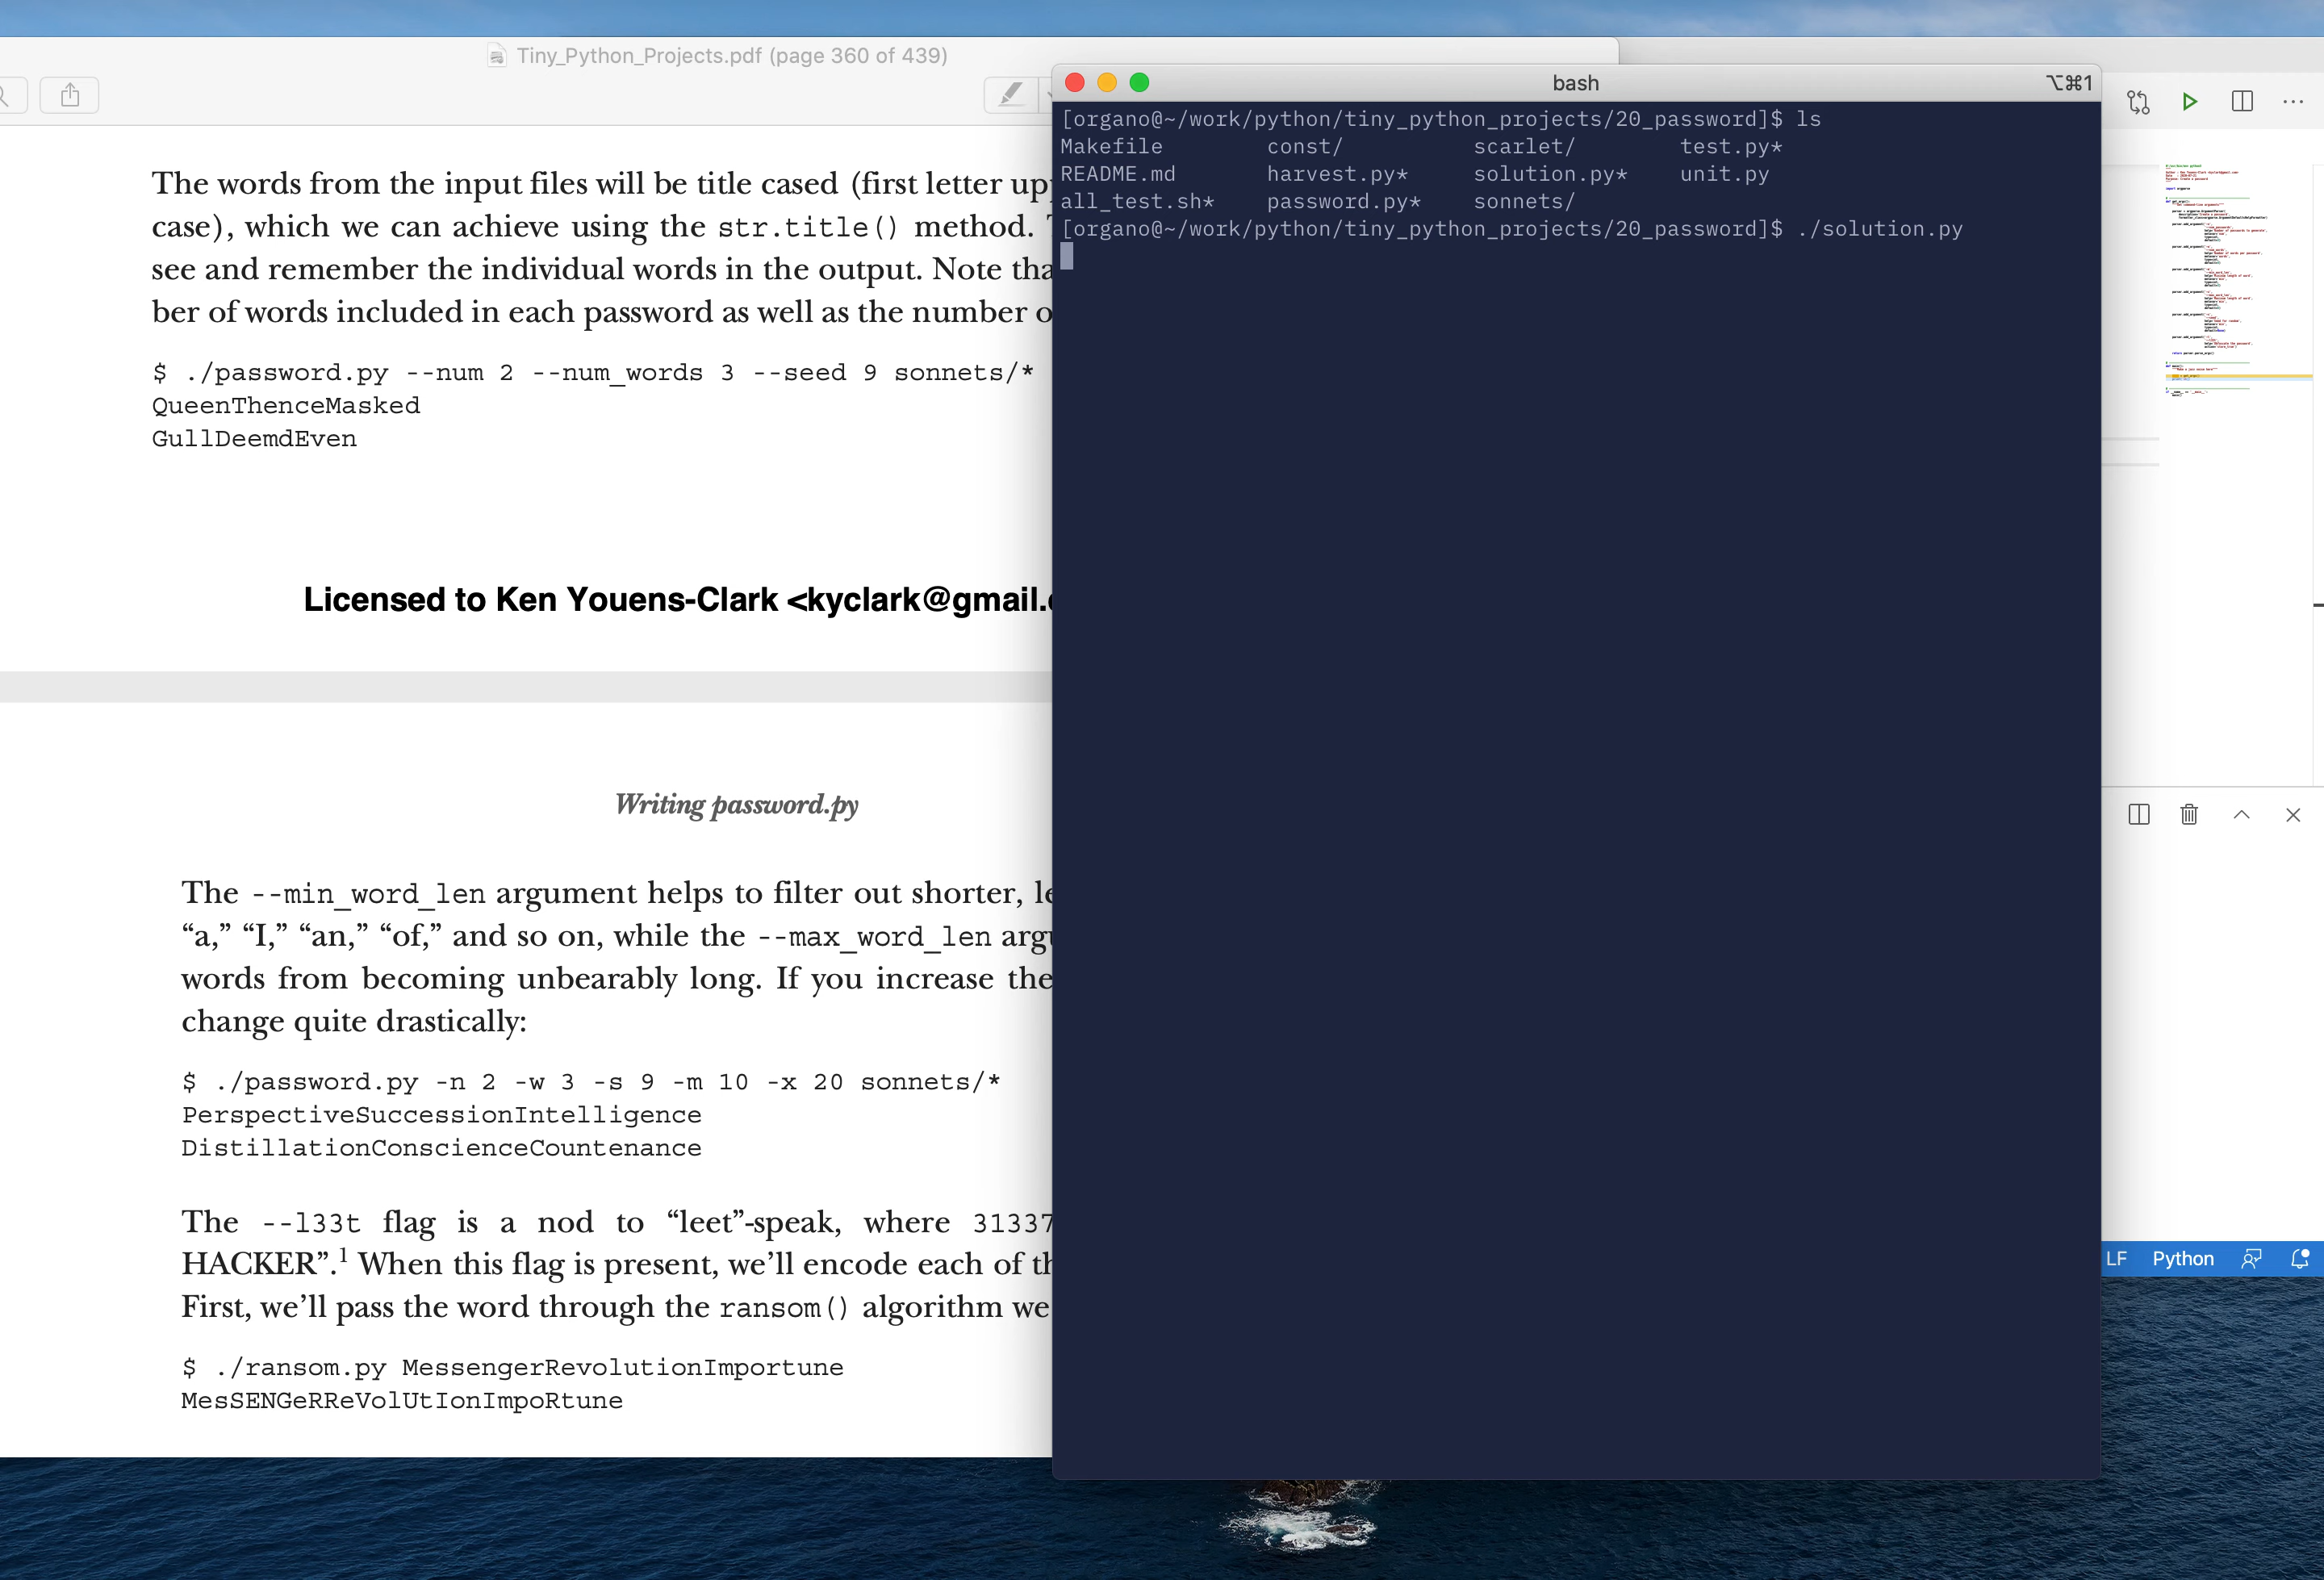 Tiny_Python_Projects.pdf (page 360 of 439)
The words from the input files will be title cased (first letter up
case), which we can achieve using the str.title() method.
see and remember the individual words in the output. Note tha
ber of words included in each password as well as the number o
$ ./password.py --num 2 --num_words 3 --seed 9 sonnets/*
QueenThenceMasked
GullDeemdEven
Licensed to Ken Youens-Clark <kyclark@gmail.
Writing password.py
The --min_word_len argument helps to filter out shorter, le
“a,” “I,” “an,” “of,” and so on, while the --max_word_len argu
words from becoming unbearably long. If you increase the
change quite drastically:
$ ./password.py -n 2 -w 3 -s 9 -m 10 -x 20 sonnets/*
PerspectiveSuccessionIntelligence
DistillationConscienceCountenance
The --l33t flag is a nod to “leet”-speak, where 31337
HACKER”.1 When this flag is present, we’ll encode each of th
First, we’ll pass the word through the ransom() algorithm we
$ ./ransom.py MessengerRevolutionImportune
MesSENGeRReVolUtIonImpoRtune
bash
⌥⌘1
[organo@~/work/python/tiny_python_projects/20_password]$ ls
Makefile const/ scarlet/ test.py*
README.md harvest.py* solution.py* unit.py
all_test.sh* password.py* sonnets/
[organo@~/work/python/tiny_python_projects/20_password]$ ./solution.py
LF Python